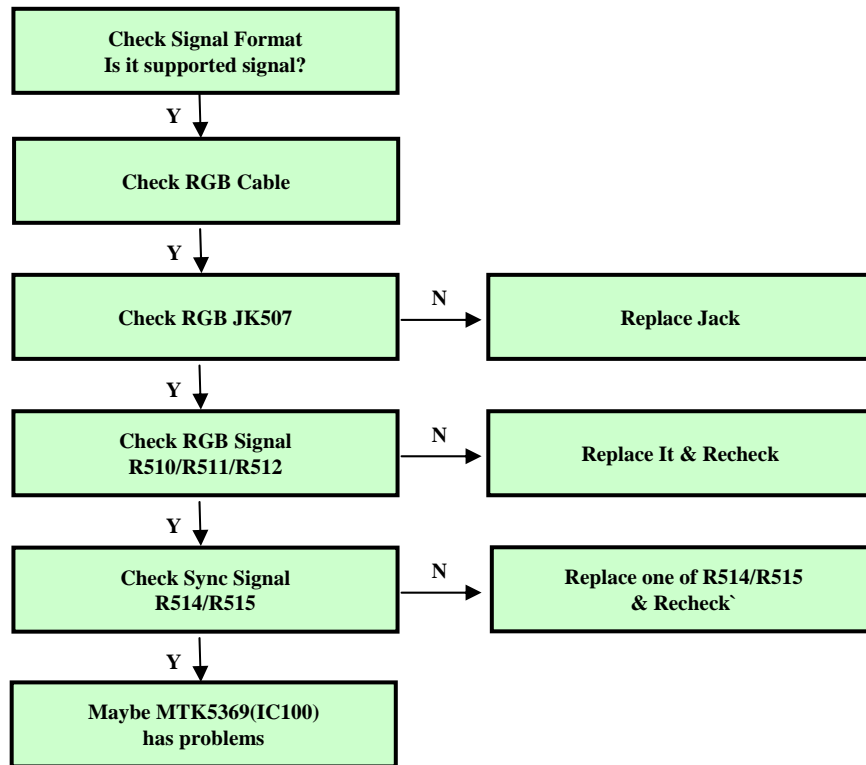 Check Signal Format
Is it supported signal?
Y
Check RGB Cable
Y
Check RGB JK507
N
Replace Jack
Y
Check RGB Signal
R510/R511/R512
N
Replace It & Recheck
Y
Check Sync Signal
R514/R515
N
Replace one of R514/R515
& Recheck`
Y
Maybe MTK5369(IC100)
has problems